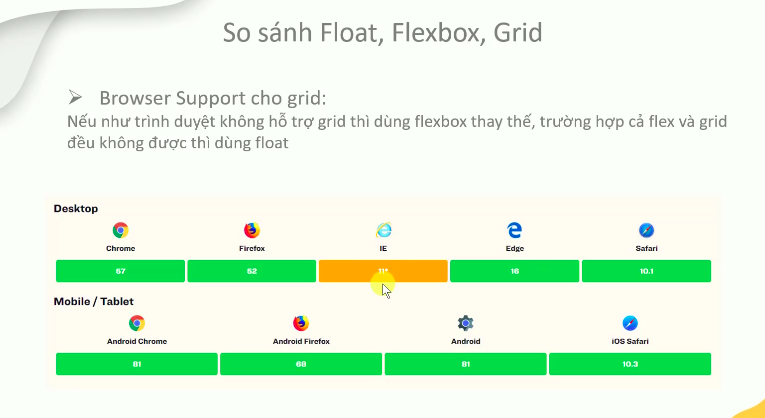 So sánh Float, Flexbox, Grid
➢ Browser Support cho grid:
Nếu như trình duyệt không hỗ trợ grid thì dùng flexbox thay thế, trường hợp cả flex và grid
đều không được thì dùng float
Desktop
Chrome Firefox IE Edge Safari
57 52 11* 16 10.1
Mobile / Tablet
Android Chrome Android Firefox Android iOS Safari
81 68 81 10.3